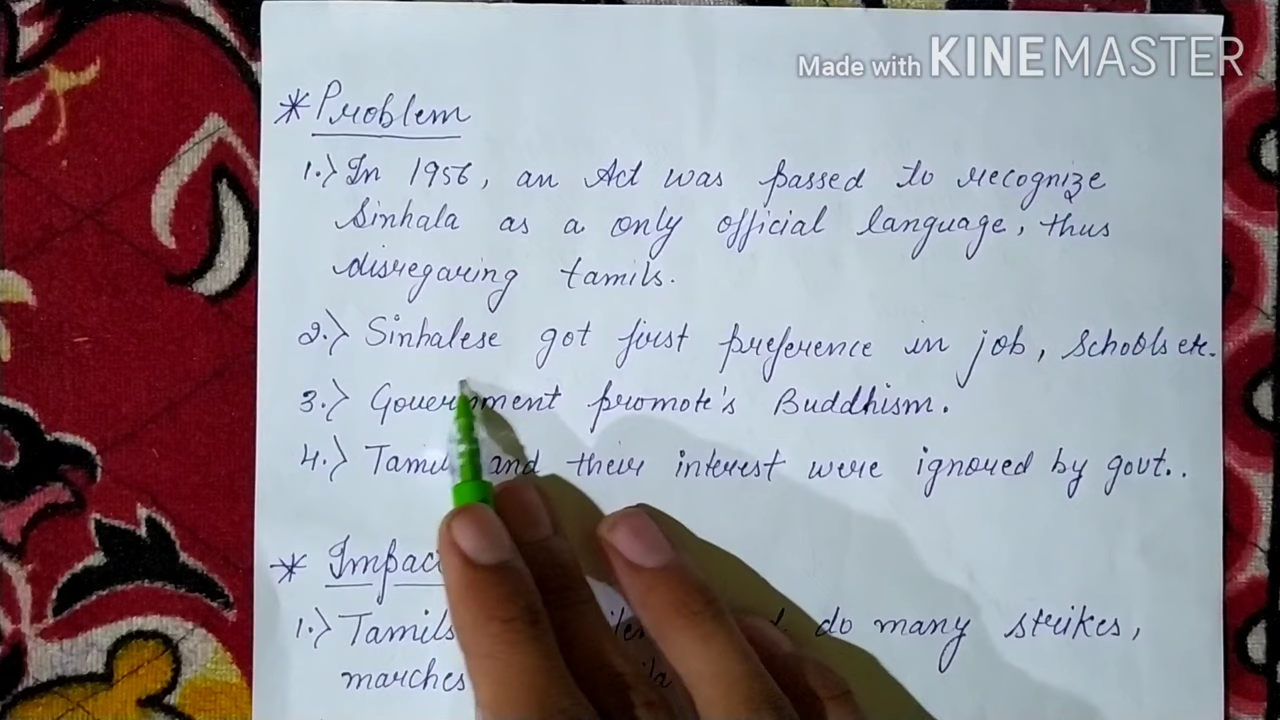 Made with KINEMASTER
* Problem
1.) In 1956, an Act was passed to recognize
Sinhala as a only official language, thus
disregaring tamils.
2.) Sinhalese got first preference in job, Schools etc.
3.) Government promote's Buddhism.
4.) Tamils and their interest were ignored by govt..
* Impac
1.) Tamils do many strikes,
marches